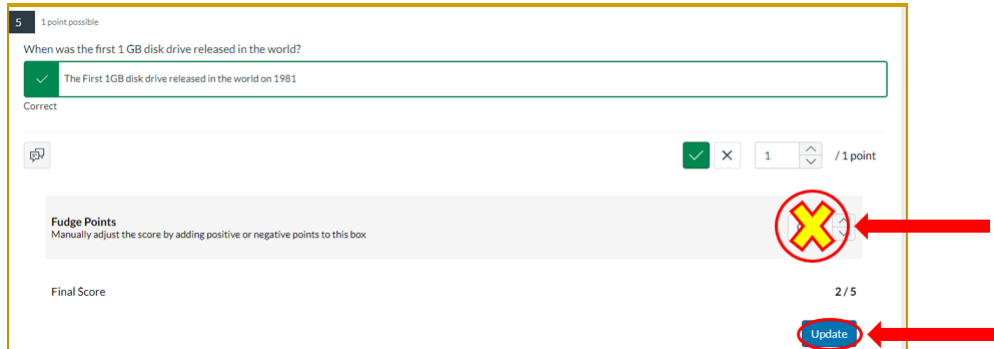 5 1 point possible
When was the first 1 GB disk drive released in the world?
The First 1GB disk drive released in the world on 1981
Correct
1 / 1 point
Fudge Points
Manually adjust the score by adding positive or negative points to this box
Final Score 2 / 5
Update